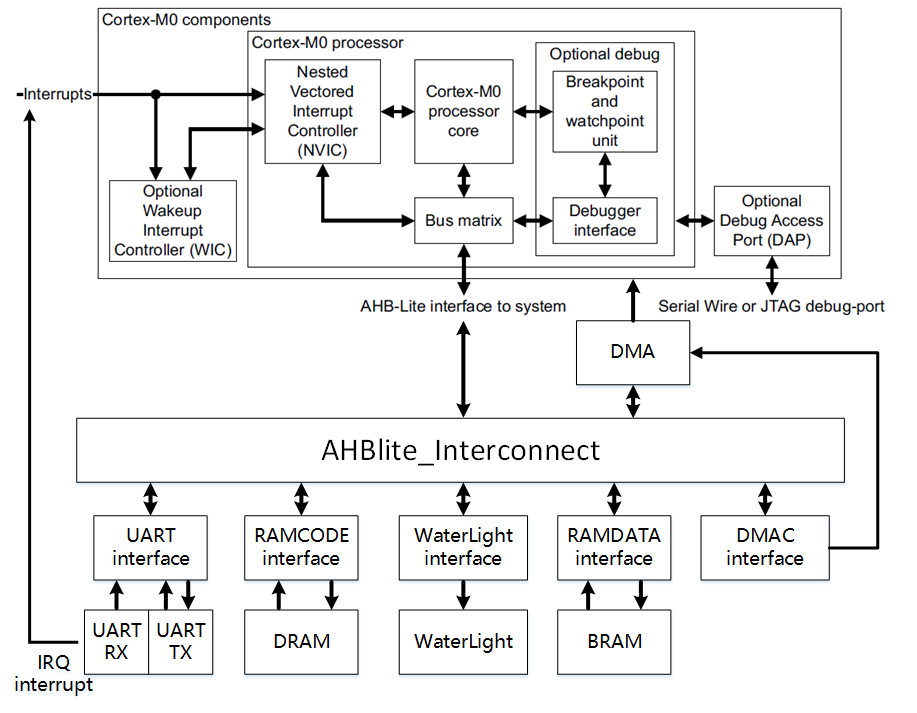 Cortex-M0 components
Cortex-M0 processor
Optional debug
Interrupts
Nested
Vectored
Interrupt
Controller
(NVIC)
Cortex-M0
processor
core
Breakpoint
and
watchpoint
unit
Optional
Wakeup
Interrupt
Controller (WIC)
Bus matrix
Debugger
interface
Optional
Debug Access
Port (DAP)
AHB-Lite interface to system
Serial Wire or JTAG debug-port
DMA
AHBlite_Interconnect
UART
interface
RAMCODE
interface
WaterLight
interface
RAMDATA
interface
DMAC
interface
UART
RX
UART
TX
DRAM
WaterLight
BRAM
IRQ
interrupt